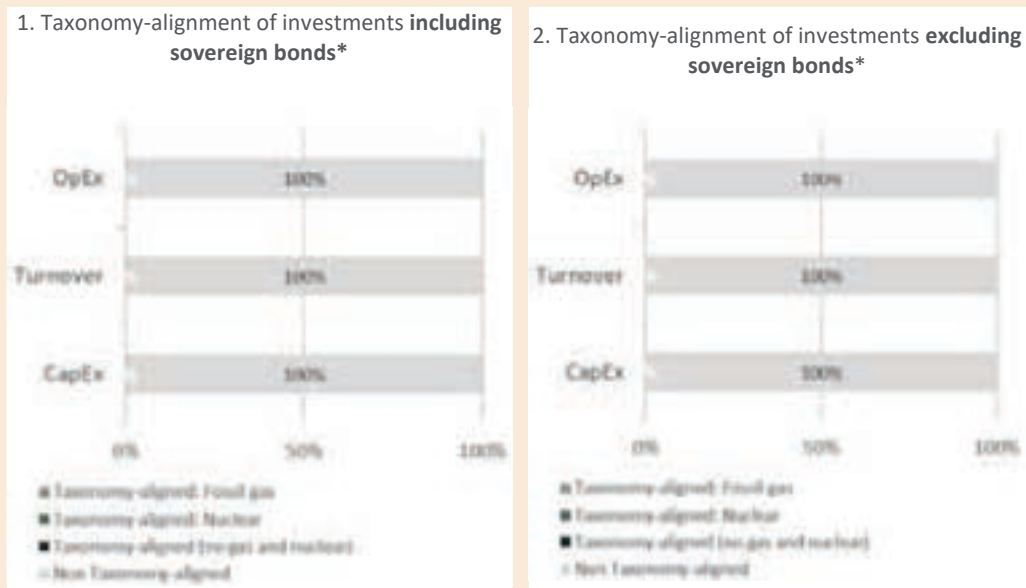 1. Taxonomy-alignment of investments including
sovereign bonds*
OpEx
100%
Turnover
100%
CapEx
100%
0%
50%
100%
Taxonomy-aligned: Fossil gas
Taxonomy-aligned: Nuclear
Taxonomy-aligned (no gas and nuclear)
Non Taxonomy-aligned
2. Taxonomy-alignment of investments excluding
sovereign bonds*
OpEx
100%
Turnover
100%
CapEx
100%
0%
50%
100%
Taxonomy-aligned: Fossil gas
Taxonomy-aligned: Nuclear
Taxonomy-aligned (no gas and nuclear)
Non Taxonomy-aligned